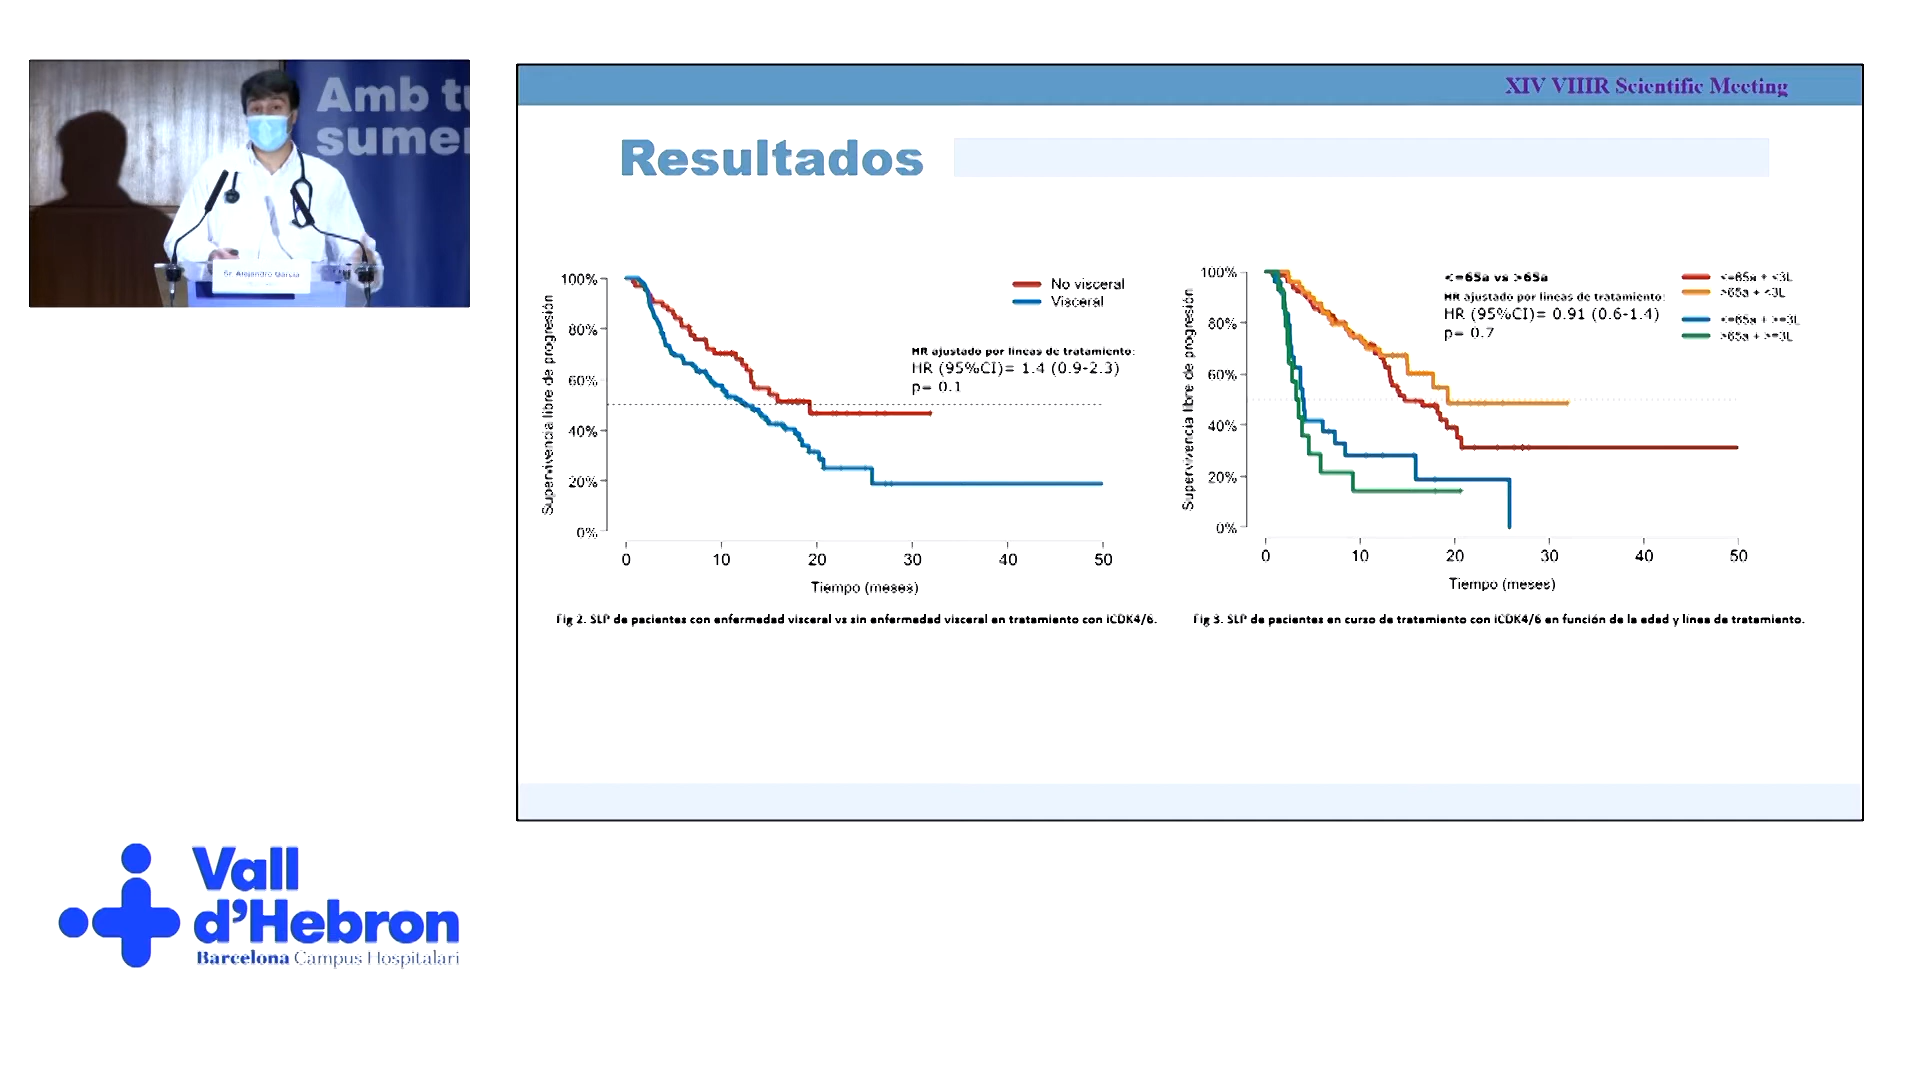 Amb tu
sume
Sr. Alejandro García
XIV VHIR Scientific Meeting
Resultados
Supervivencia libre de progresión
100%
80%
60%
40%
20%
0%
No visceral
Visceral
HR ajustado por líneas de tratamiento:
HR (95%CI)= 1.4 (0.9-2.3)
p= 0.1
0 10 20 30 40 50
Tiempo (meses)
Fig 2. SLP de pacientes con enfermedad visceral vs sin enfermedad visceral en tratamiento con iCDK4/6.
Supervivencia libre de progresión
100%
80%
60%
40%
20%
0%
<=65a vs >65a
HR ajustado por líneas de tratamiento:
HR (95%CI)= 0.91 (0.6-1.4)
p= 0.7
<=65a + <3L
>65a + <3L
<=65a + >=3L
>65a + >=3L
0 10 20 30 40 50
Tiempo (meses)
Fig 3. SLP de pacientes en curso de tratamiento con iCDK4/6 en función de la edad y línea de tratamiento.
Vall
d'Hebron
Barcelona Campus Hospitalari